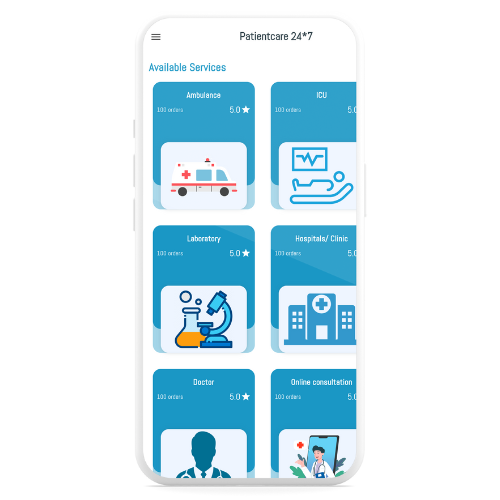 Patientcare 24*7
Available Services
Ambulance
100 orders 5.0
ICU
100 orders 5.0
Laboratory
100 orders 5.0
Hospitals/ Clinic
100 orders 5.0
Doctor
100 orders 5.0
Online consultation
100 orders 5.0